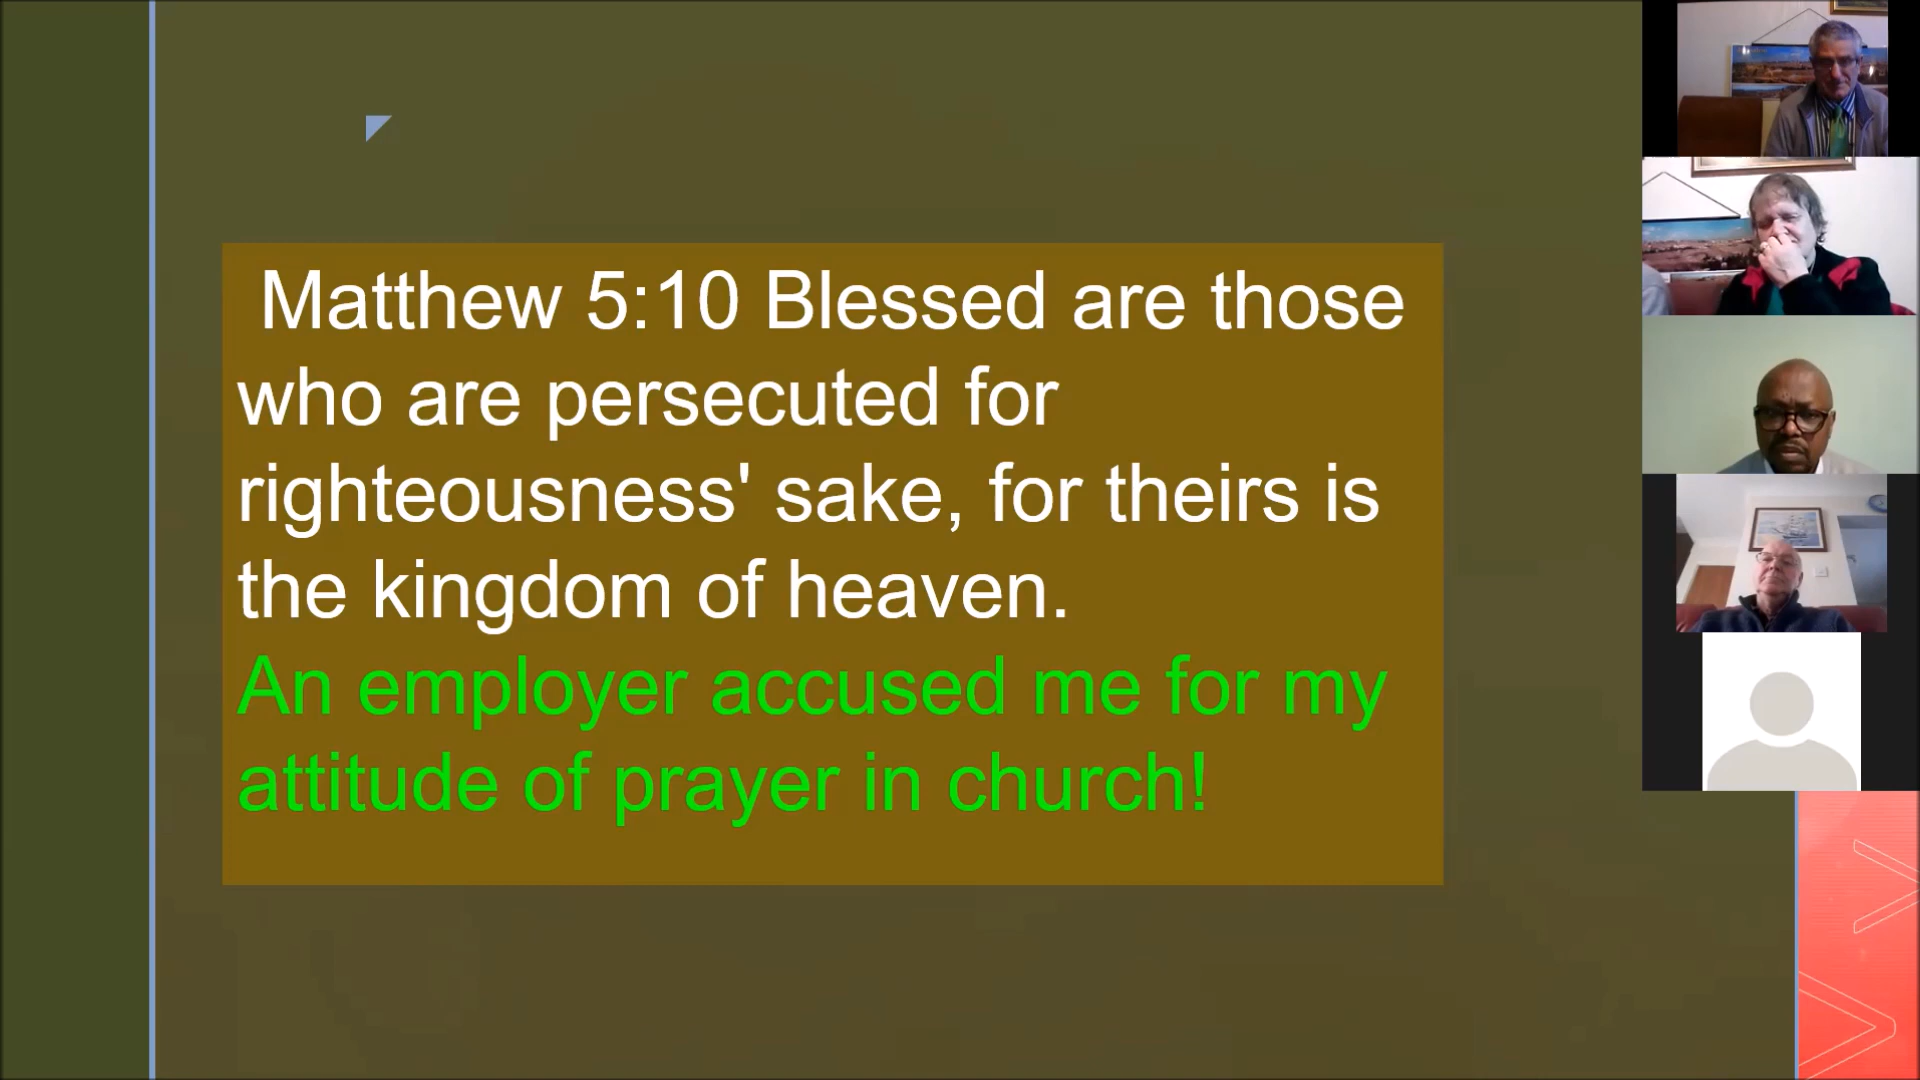 Matthew 5:10 Blessed are those
who are persecuted for
righteousness' sake, for theirs is
the kingdom of heaven.
An employer accused me for my
attitude of prayer in church!